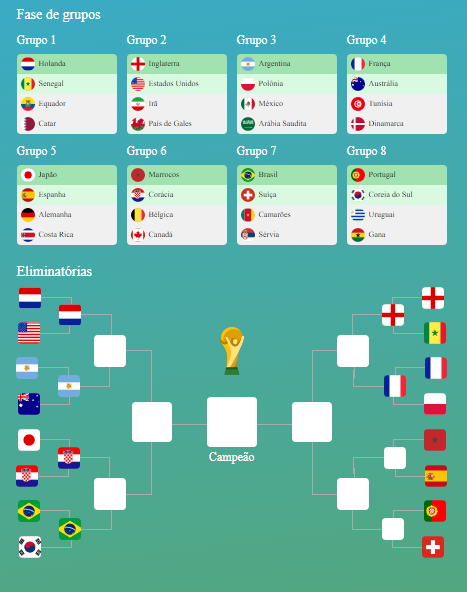 Fase de grupos
Grupo 1 Grupo 2 Grupo 3 Grupo 4
Holanda Inglaterra Argentina França
Senegal Estados Unidos Polônia Austrália
Equador Irã México Tunísia
Catar País de Gales Arábia Saudita Dinamarca
Grupo 5 Grupo 6 Grupo 7 Grupo 8
Japão Marrocos Brasil Portugal
Espanha Corácia Suíça Coreia do Sul
Alemanha Bélgica Camarões Uruguai
Costa Rica Canadá Sérvia Gana
Eliminatórias
Campeão